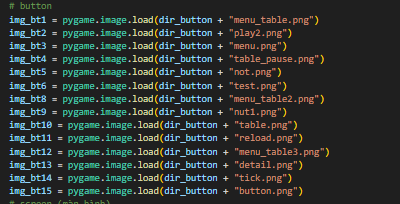 # button
img_bt1 = pygame.image.load(dir_button + "menu_table.png")
img_bt2 = pygame.image.load(dir_button + "play2.png")
img_bt3 = pygame.image.load(dir_button + "menu.png")
img_bt4 = pygame.image.load(dir_button + "table_pause.png")
img_bt5 = pygame.image.load(dir_button + "not.png")
img_bt6 = pygame.image.load(dir_button + "test.png")
img_bt8 = pygame.image.load(dir_button + "menu_table2.png")
img_bt9 = pygame.image.load(dir_button + "nut1.png")
img_bt10 = pygame.image.load(dir_button + "table.png")
img_bt11 = pygame.image.load(dir_button + "reload.png")
img_bt12 = pygame.image.load(dir_button + "menu_table3.png")
img_bt13 = pygame.image.load(dir_button + "detail.png")
img_bt14 = pygame.image.load(dir_button + "tick.png")
img_bt15 = pygame.image.load(dir_button + "button.png")
# screen (màn hình)